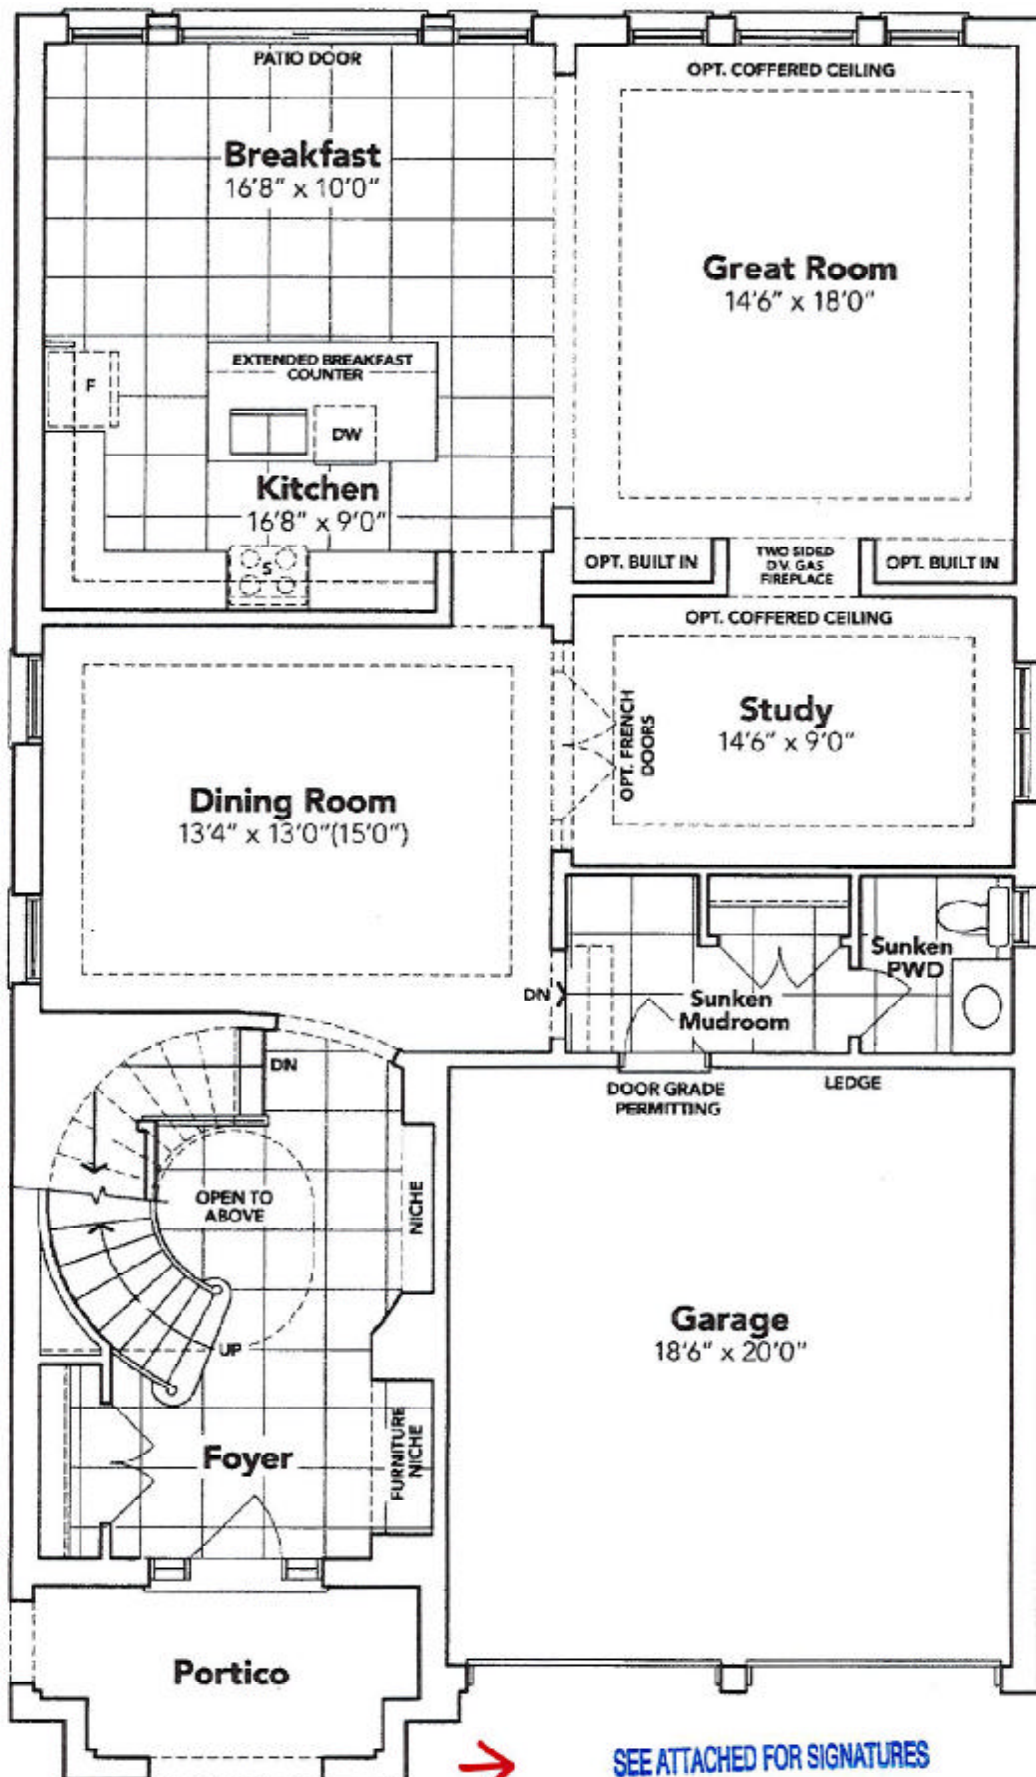 PATIO DOOR
OPT. COFFERED CEILING
Breakfast
16'8" x 10'0"
Great Room
14'6" x 18'0"
EXTENDED BREAKFAST
COUNTER
F
DW
Kitchen
16'8" x 9'0"
S
OPT. BUILT IN
TWO SIDED
D.V. GAS
FIREPLACE
OPT. BUILT IN
OPT. COFFERED CEILING
Study
14'6" x 9'0"
OPT. FRENCH
DOORS
Dining Room
13'4" x 13'0"(15'0")
Sunken
PWD
DN
Sunken
Mudroom
DN
DOOR GRADE
PERMITTING
LEDGE
OPEN TO
ABOVE
NICHE
Garage
18'6" x 20'0"
UP
Foyer
FURNITURE
NICHE
Portico
SEE ATTACHED FOR SIGNATURES